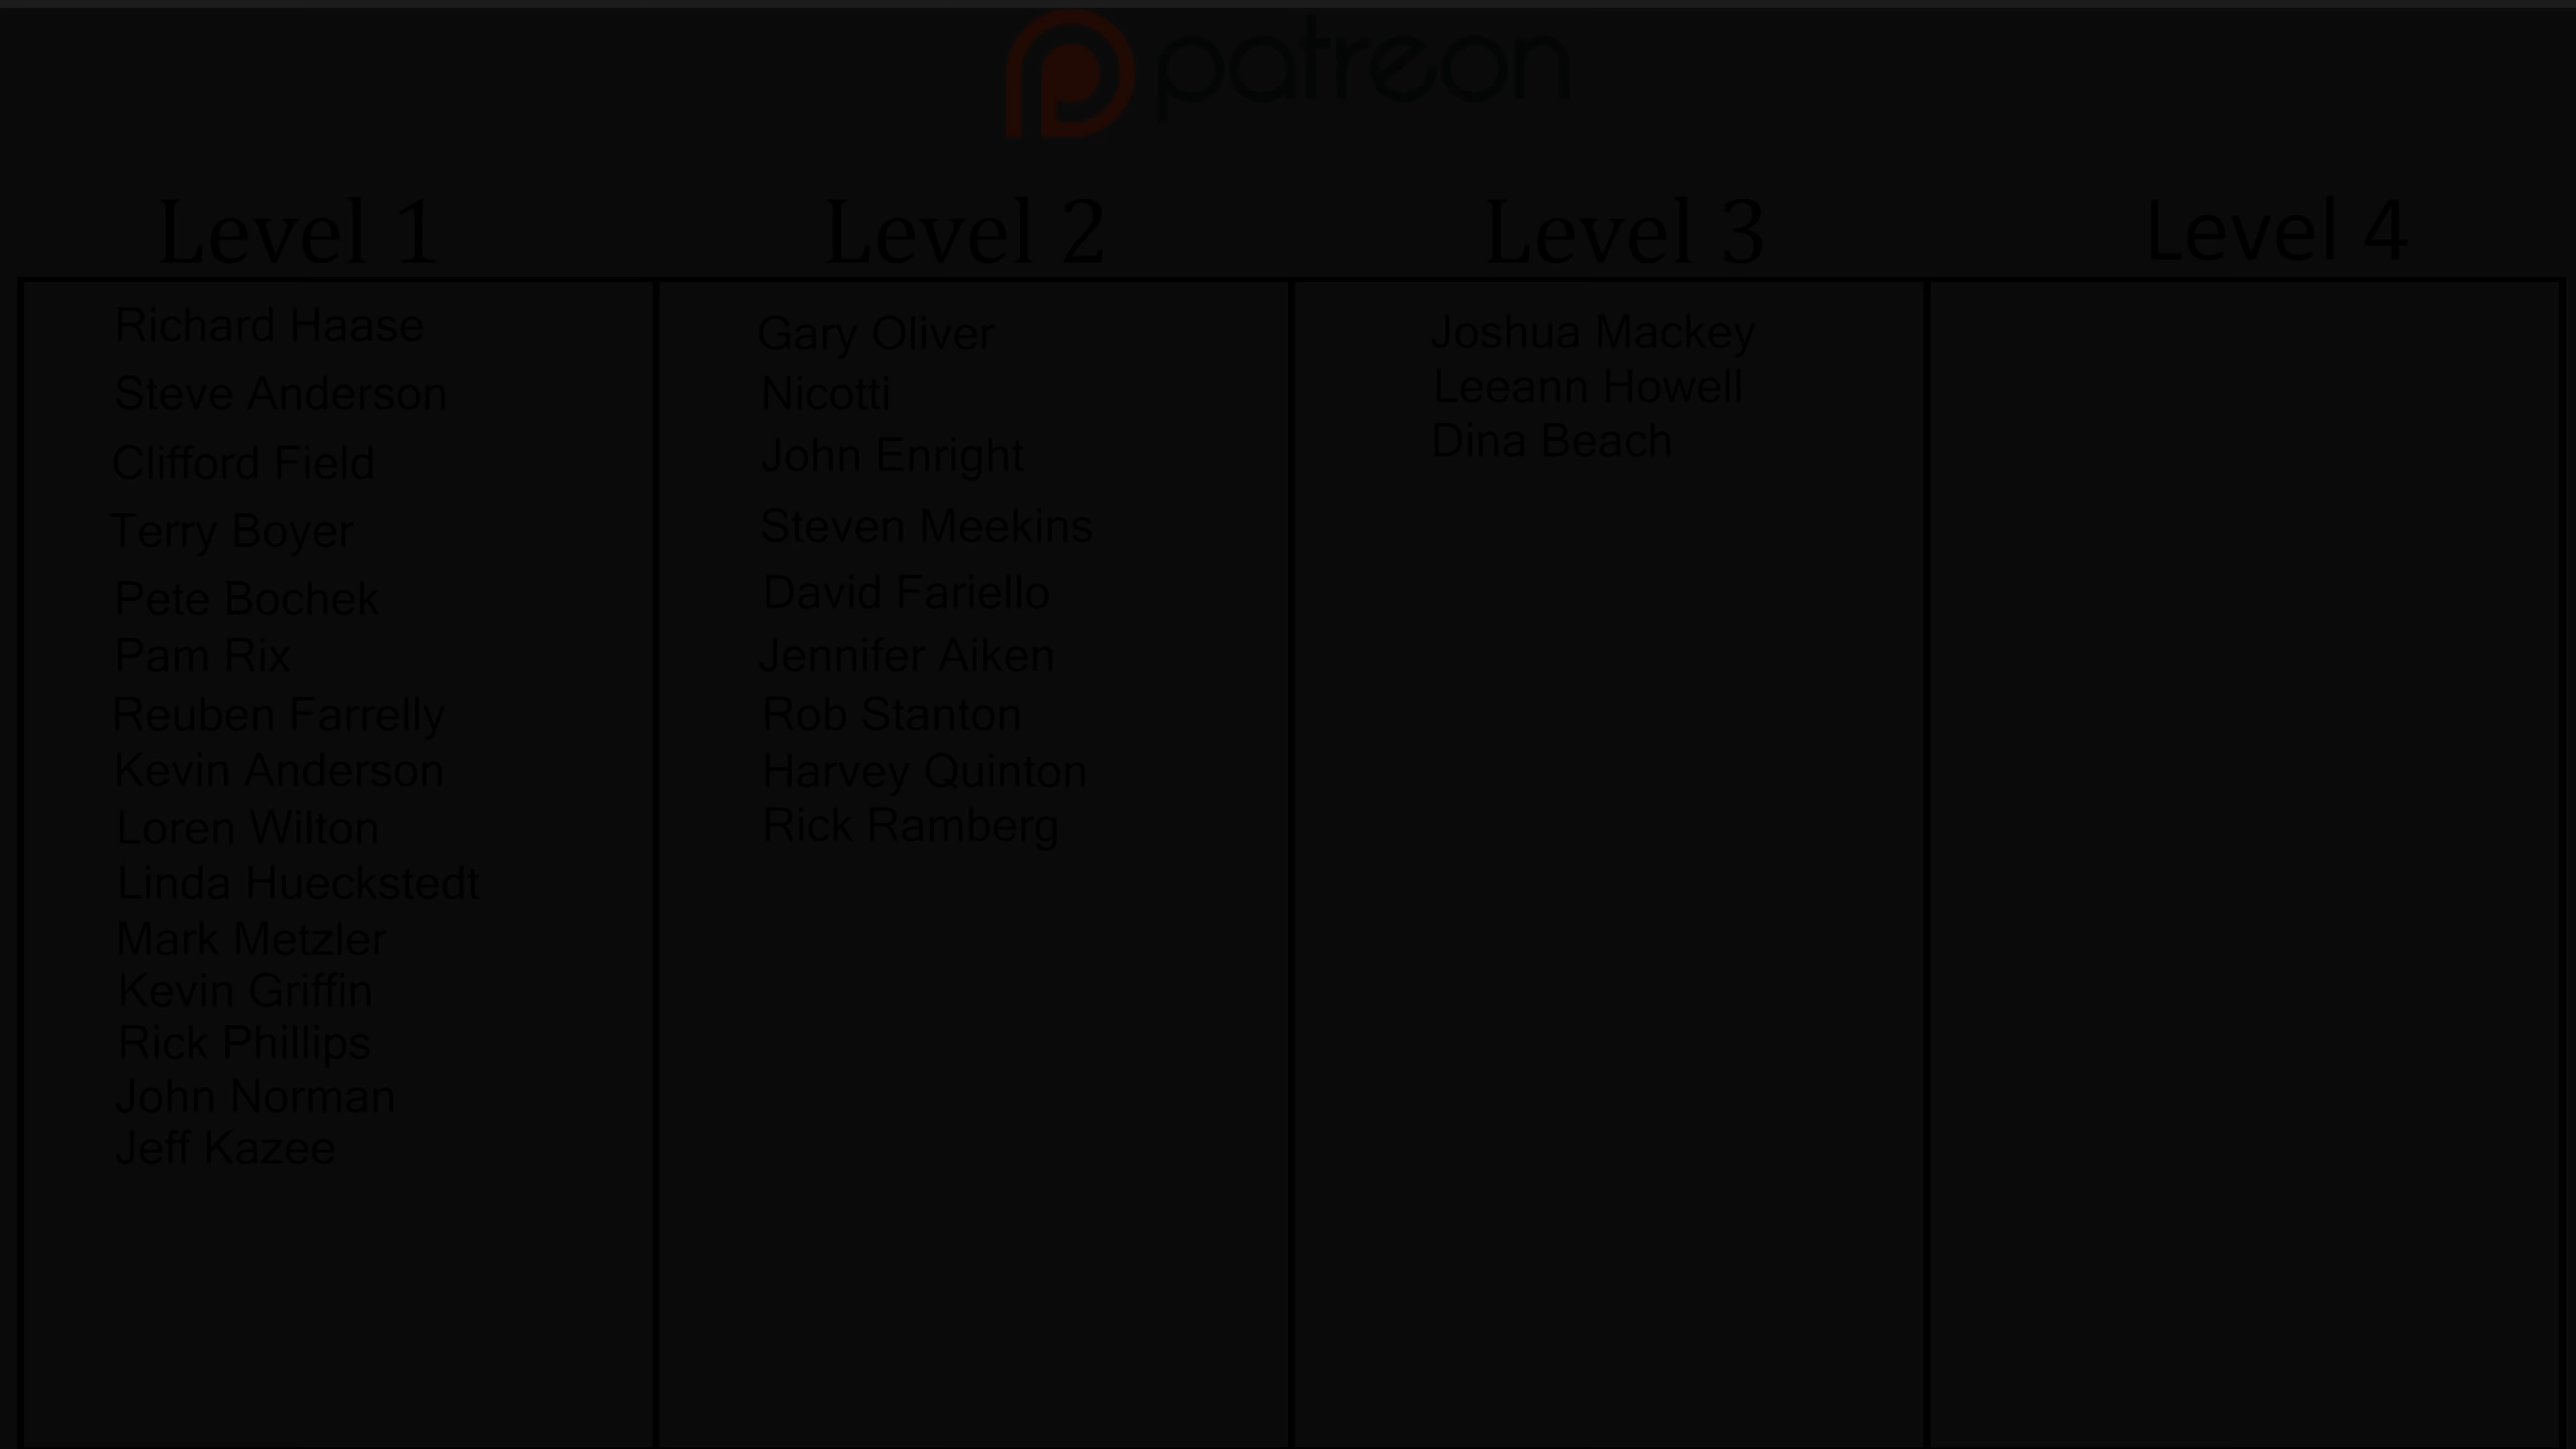 patreon
Level 1
Richard Haase
Steve Anderson
Clifford Field
Terry Boyer
Pete Bochek
Pam Rix
Reuben Farrelly
Kevin Anderson
Loren Wilton
Linda Hueckstedt
Mark Metzler
Kevin Griffin
Rick Phillips
John Norman
Jeff Kazee
Level 2
Gary Oliver
Nicotti
John Enright
Steven Meekins
David Fariello
Jennifer Aiken
Rob Stanton
Harvey Quinton
Rick Ramberg
Level 3
Joshua Mackey
Leeann Howell
Dina Beach
Level 4